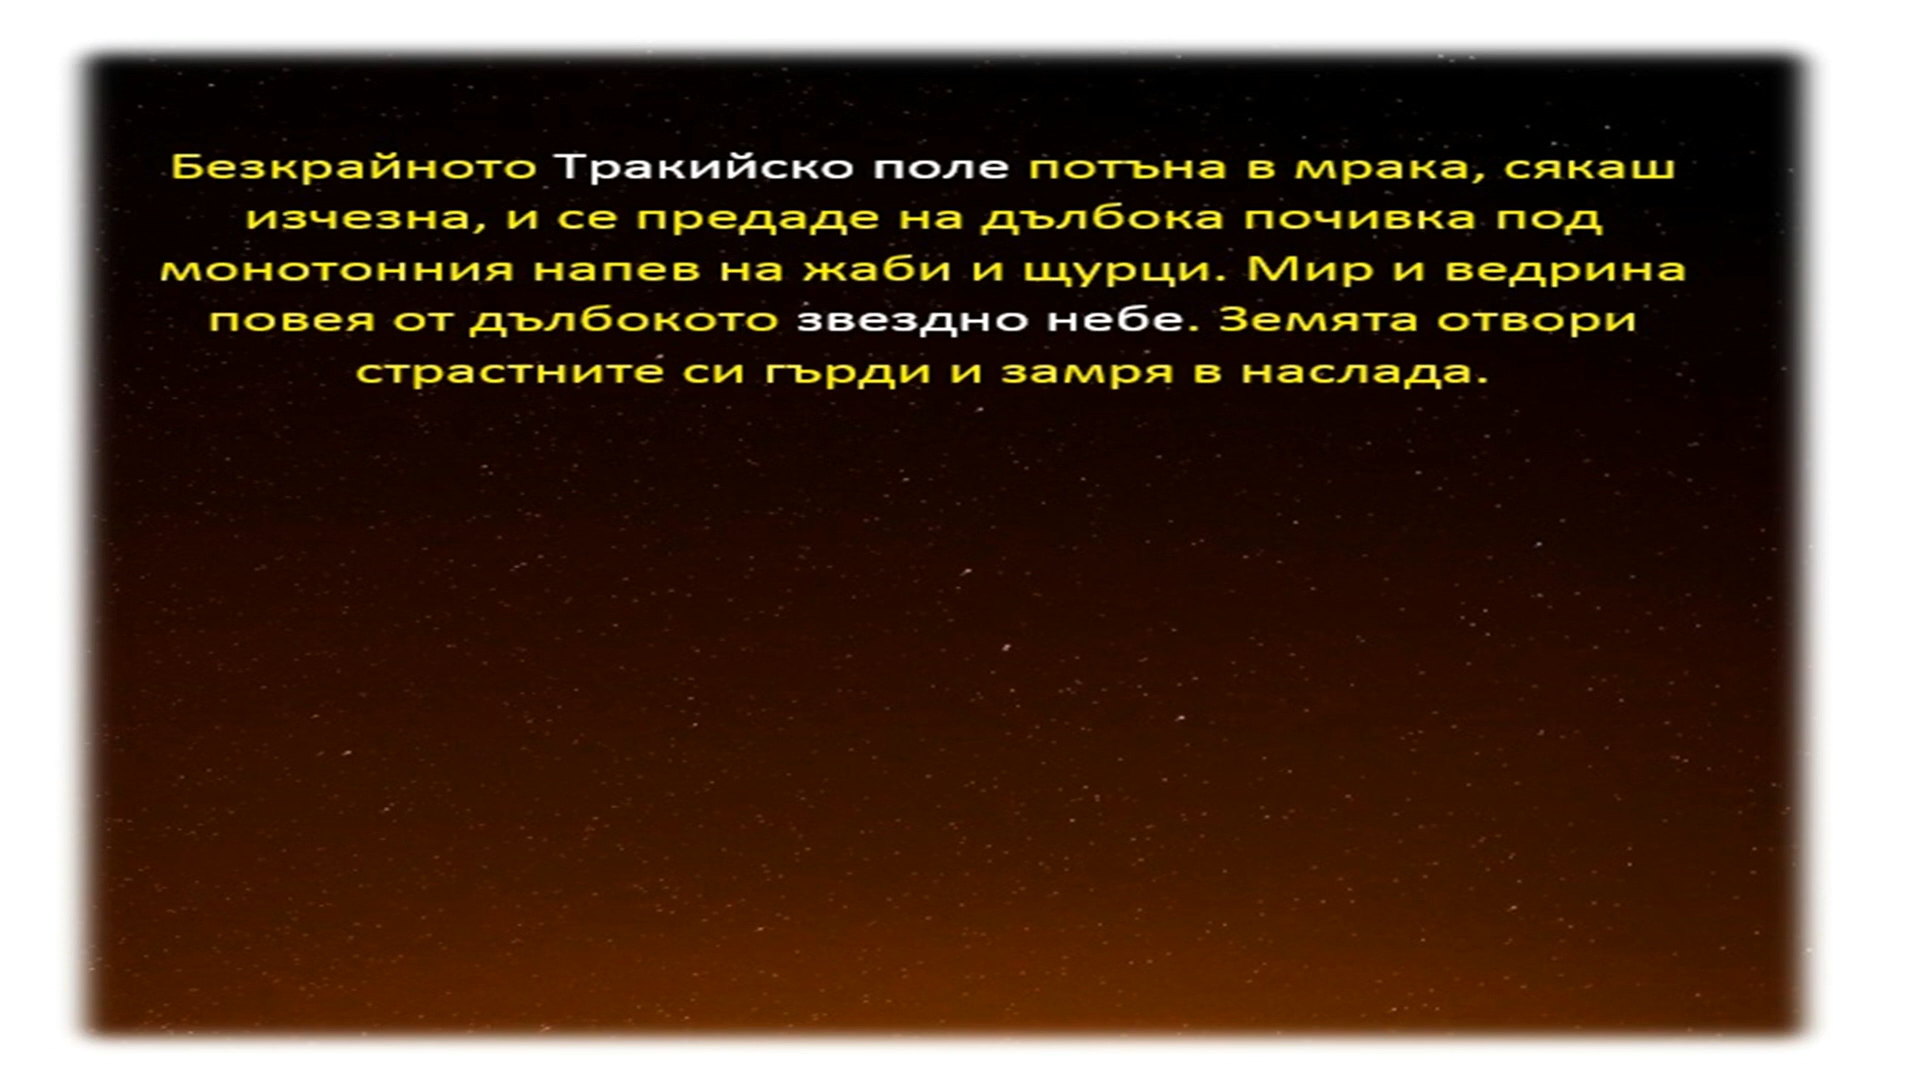 Безкрайното Тракийско поле потъна в мрака, сякаш
изчезна, и се предаде на дълбока почивка под
монотонния напев на жаби и щурци. Мир и ведрина
повея от дълбокото звездно небе. Земята отвори
страстните си гърди и замря в наслада.